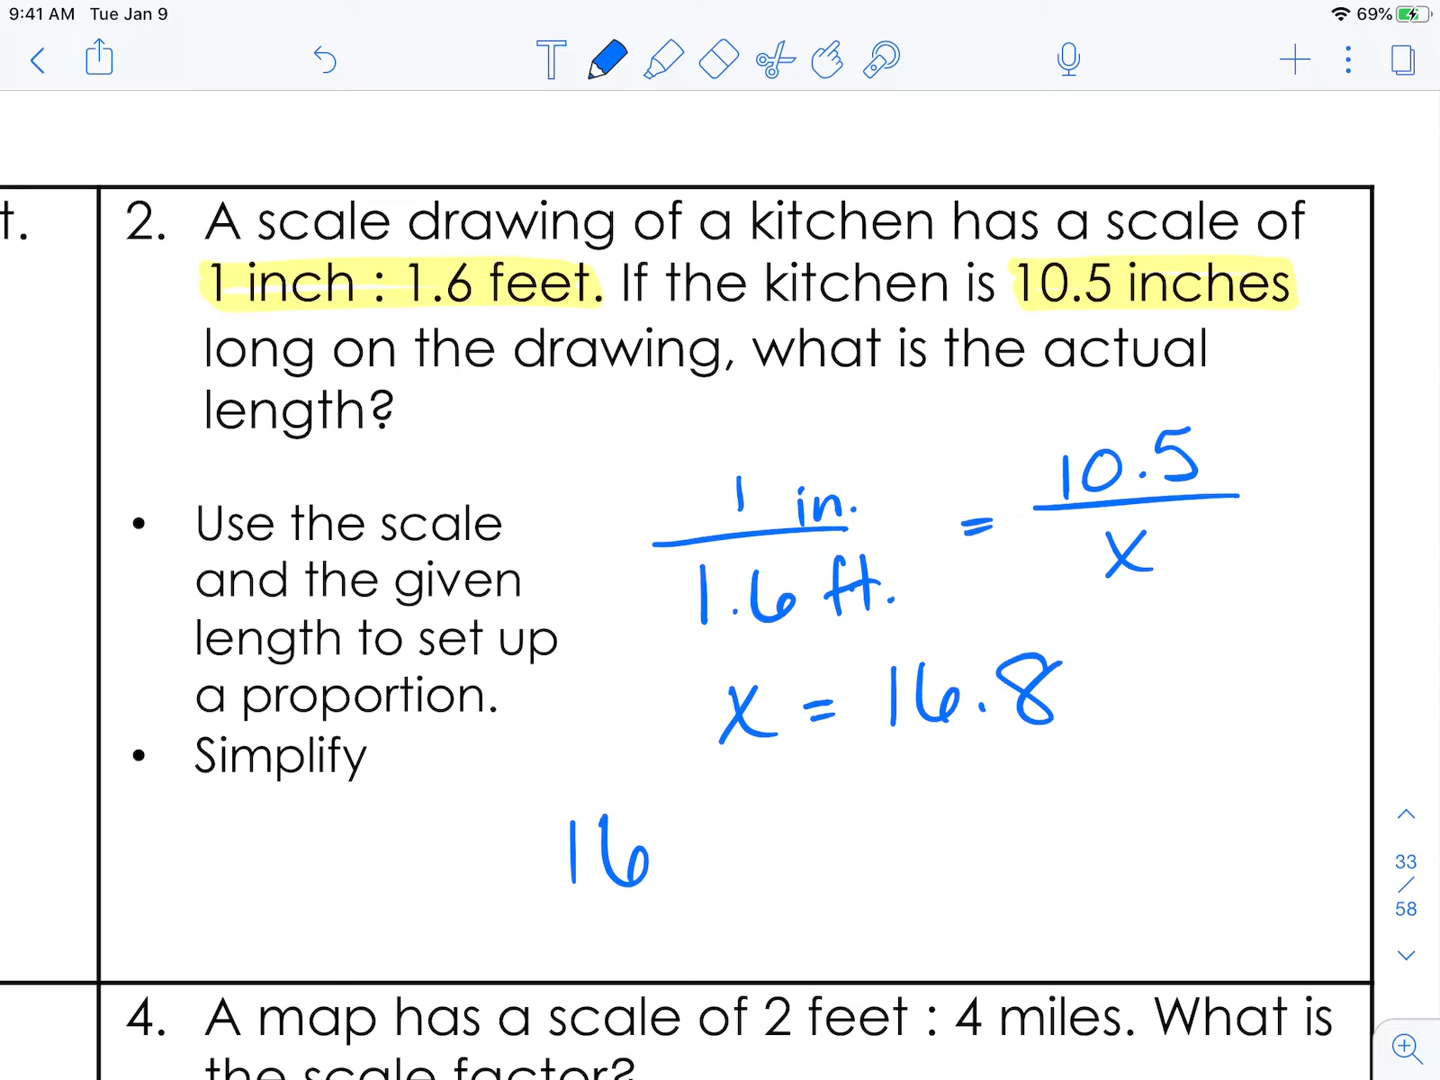 9:41 AM Tue Jan 9
69%
t.
2. A scale drawing of a kitchen has a scale of
1 inch : 1.6 feet. If the kitchen is 10.5 inches
long on the drawing, what is the actual
length?
• Use the scale
and the given
length to set up
a proportion.
• Simplify
1 in. / 1.6 ft. = 10.5 / x
x = 16.8
16
33
/
58
4. A map has a scale of 2 feet : 4 miles. What is
the scale factor?